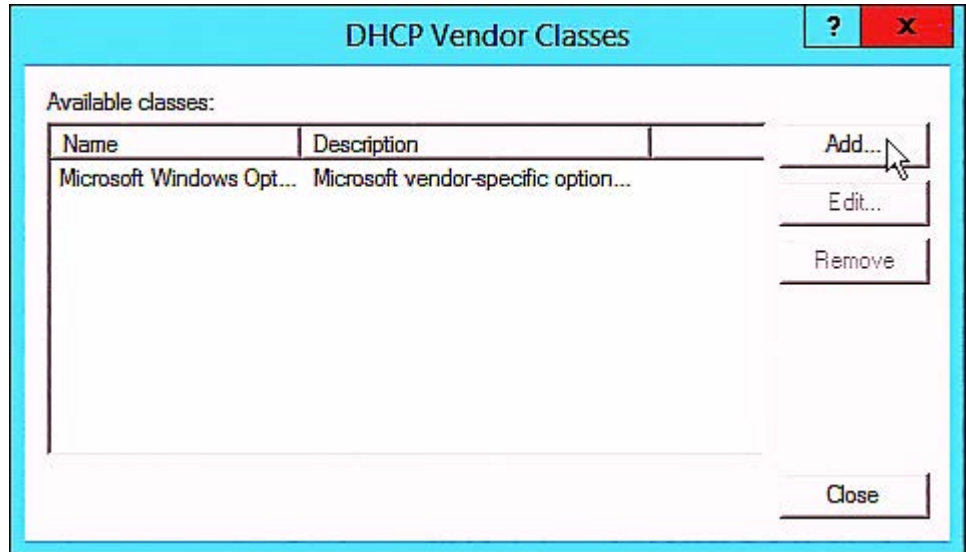 DHCP Vendor Classes
? x
Available classes:
Name Description
Microsoft Windows Opt... Microsoft vendor-specific option...
Add...
Edit...
Remove
Close